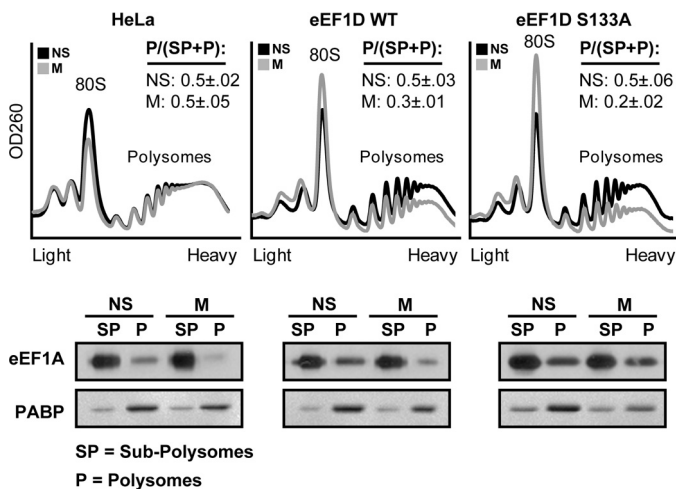 HeLa
NS
M
P/(SP+P):
NS: 0.5±.02
M: 0.5±.05
80S
Polysomes
OD260
Light Heavy
eEF1D WT
NS
M
P/(SP+P):
NS: 0.5±.03
M: 0.3±.01
80S
Polysomes
Light Heavy
eEF1D S133A
NS
M
P/(SP+P):
NS: 0.5±.06
M: 0.2±.02
80S
Polysomes
Light Heavy
NS M NS M NS M
SP P SP P SP P SP P SP P SP P
eEF1A
PABP
SP = Sub-Polysomes
P = Polysomes